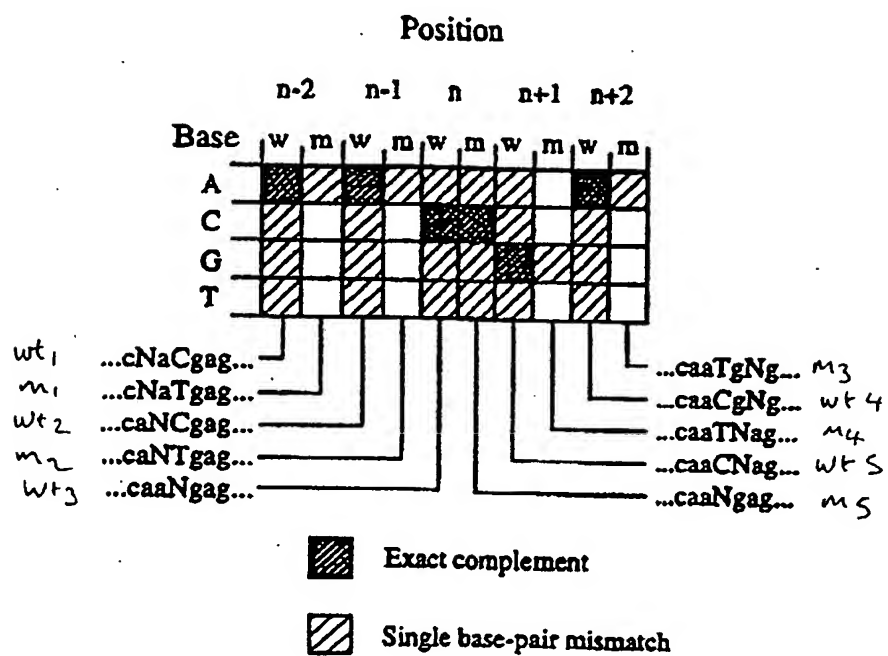 Position
n-2 n-1 n n+1 n+2
Base w m w m w m w m w m
A
C
G
T
wt1 ...cNaCgag...
m1 ...cNaTgag...
wt2 ...caNCgag...
m2 ...caNTgag...
wt3 ...caaNgag...
...caaTgNg... m3
...caaCgNg... wt4
...caaTNag... m4
...caaCNag... wt5
...caaNgag... m5
Exact complement
Single base-pair mismatch